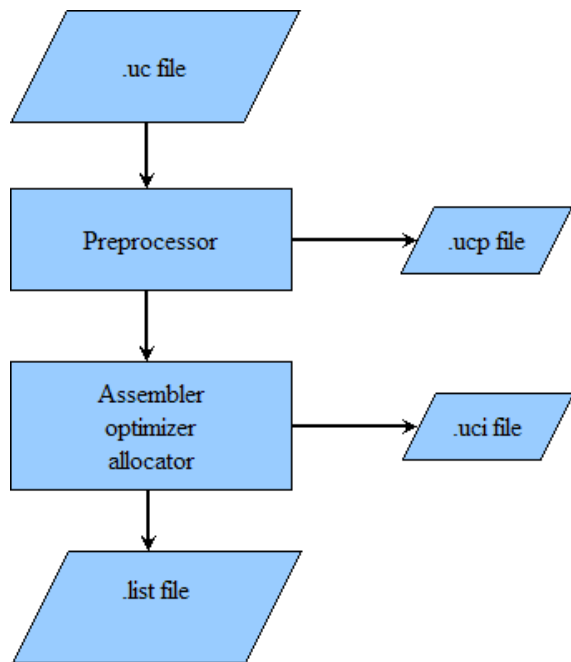 .uc file
Preprocessor
.ucp file
Assembler
optimizer
allocator
.uci file
.list file